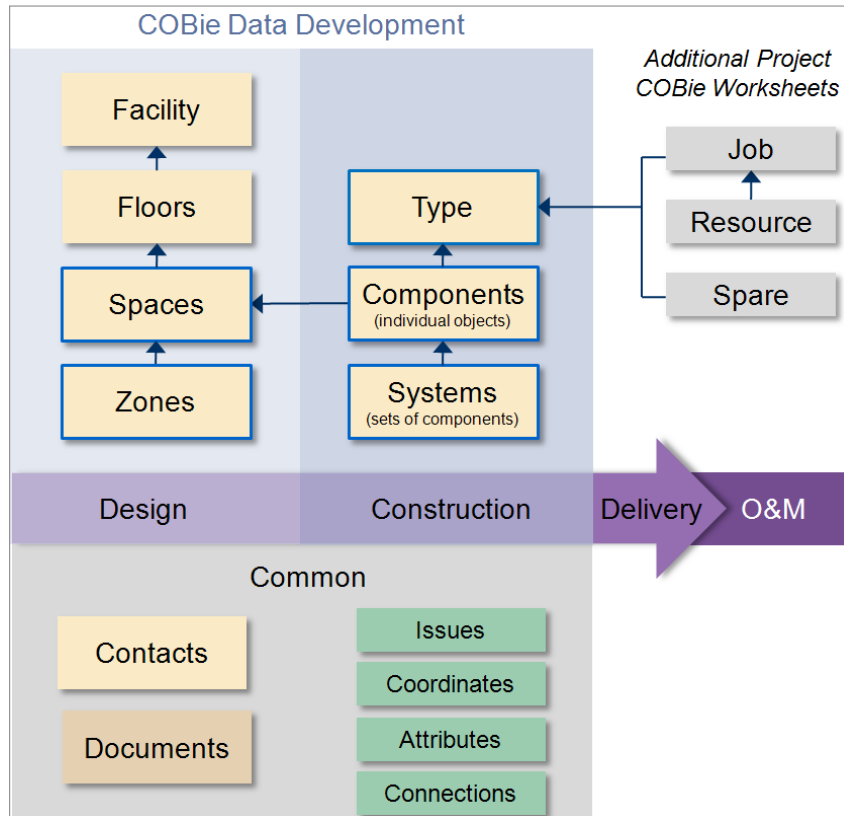 COBie Data Development
Additional Project
COBie Worksheets
Facility
Floors
Spaces
Zones
Type
Components
(individual objects)
Systems
(sets of components)
Job
Resource
Spare
Design
Construction
Delivery
O&M
Common
Contacts
Documents
Issues
Coordinates
Attributes
Connections